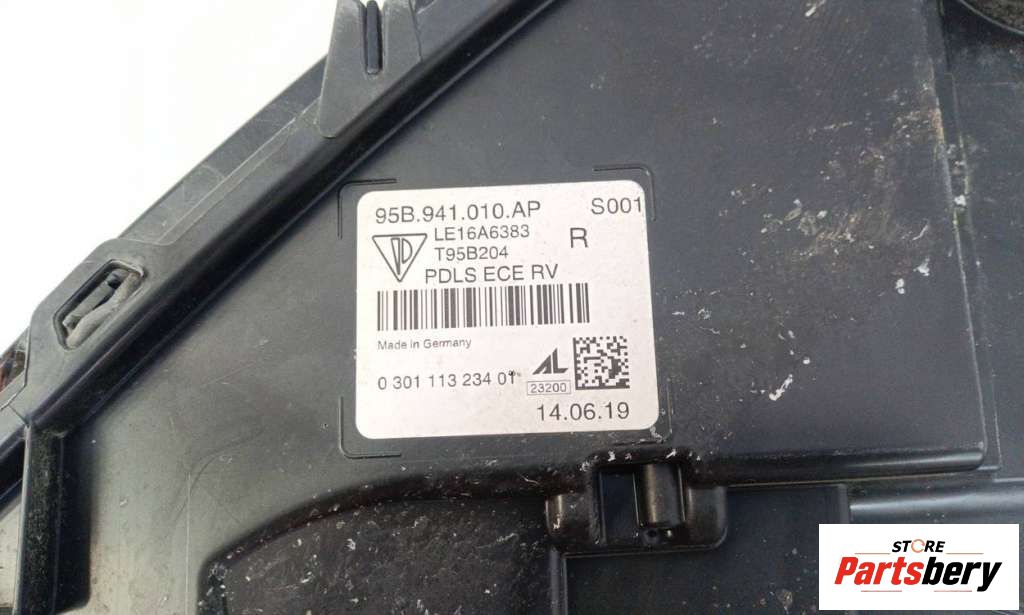 95B.941.010.AP S001
LE16A6383
R
T95B204
PDLS ECE RV
Made in Germany
0 301 113 234 01
AL
23200
14.06.19
STORE
Partsbery